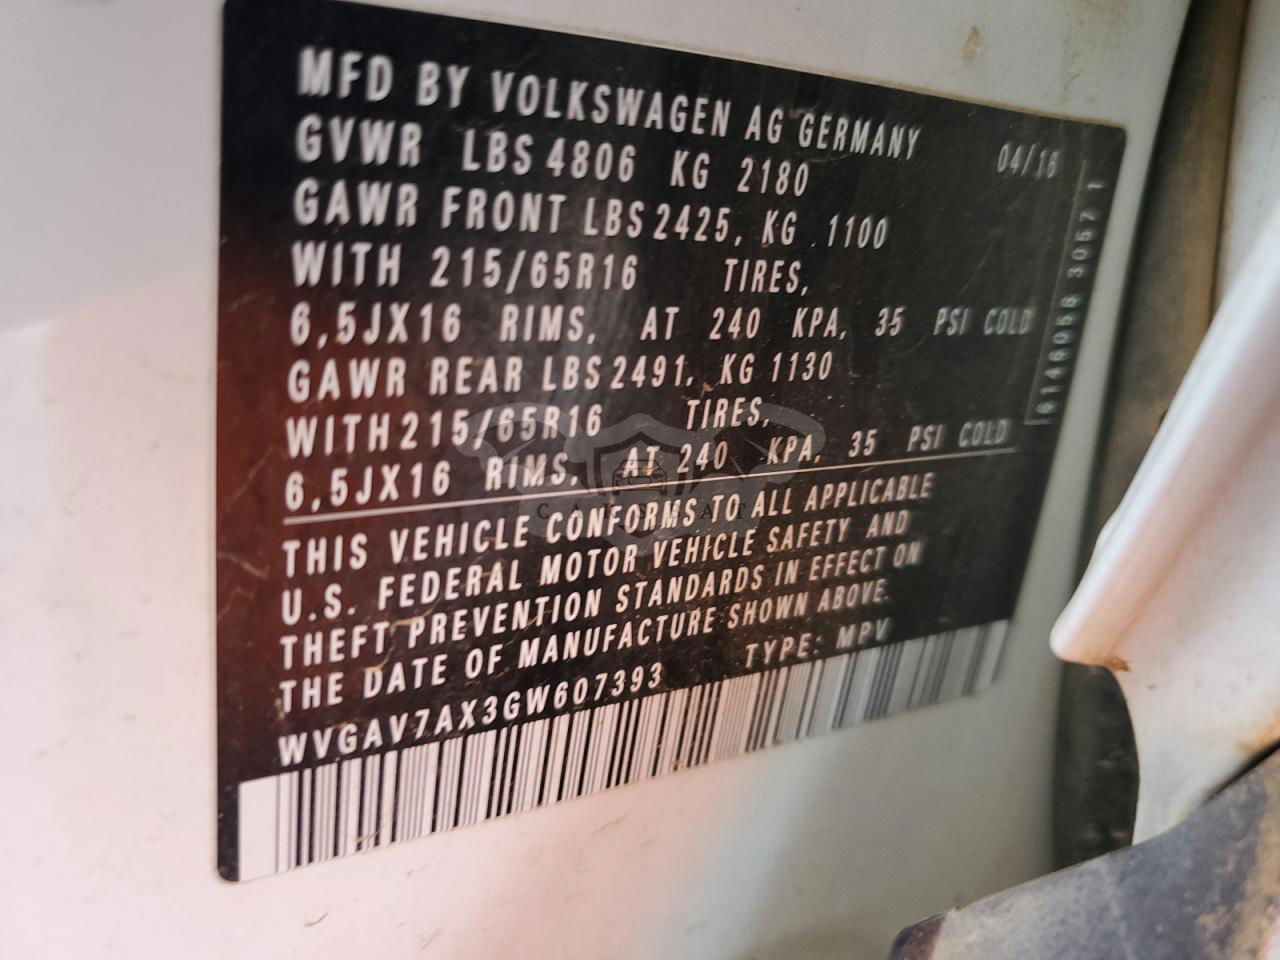 MFD BY VOLKSWAGEN AG GERMANY
04/16
GVWR LBS 4806 KG 2180
GAWR FRONT LBS 2425, KG 1100
WITH 215/65R16 TIRES,
6,5JX16 RIMS, AT 240 KPA, 35 PSI COLD
GAWR REAR LBS 2491, KG 1130
WITH 215/65R16 TIRES,
6,5JX16 RIMS, AT 240 KPA, 35 PSI COLD
THIS VEHICLE CONFORMS TO ALL APPLICABLE
U.S. FEDERAL MOTOR VEHICLE SAFETY AND
THEFT PREVENTION STANDARDS IN EFFECT ON
THE DATE OF MANUFACTURE SHOWN ABOVE.
WVGAV7AX3GW607393 TYPE: MPV